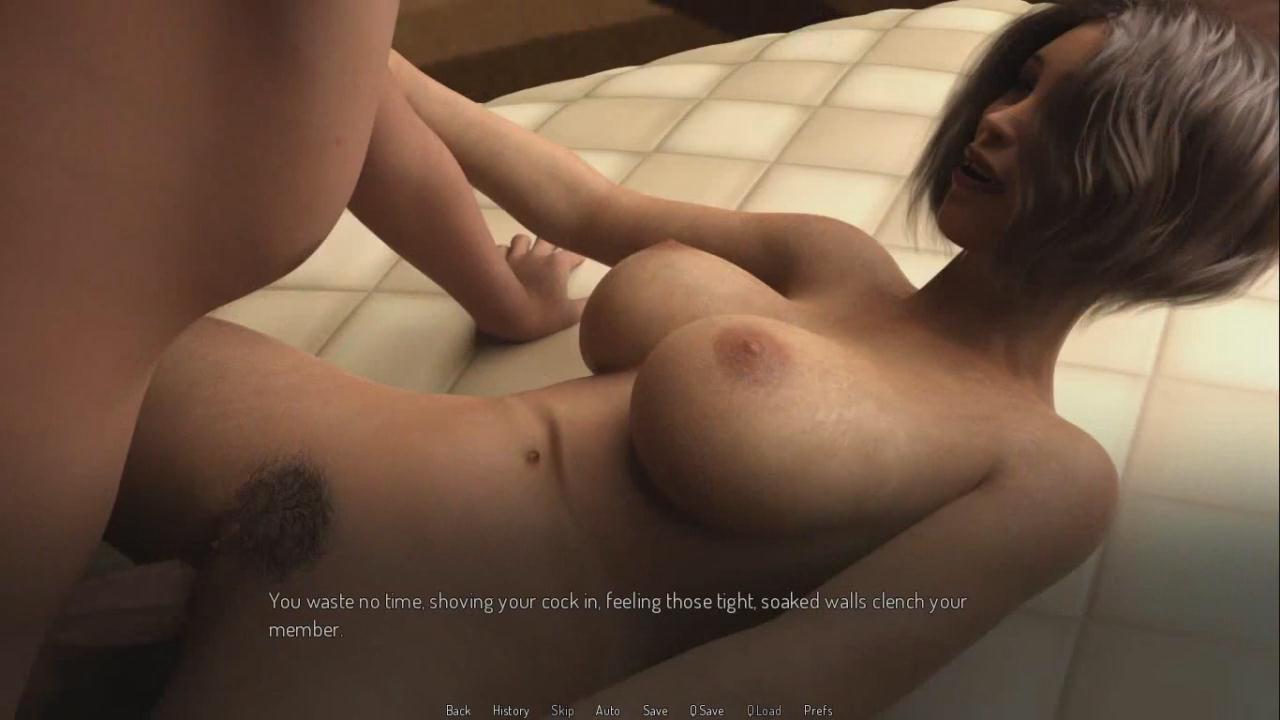 You waste no time, shoving your cock in, feeling those tight, soaked walls clench your
member.
Back History Skip Auto Save Q.Save Q.Load Prefs